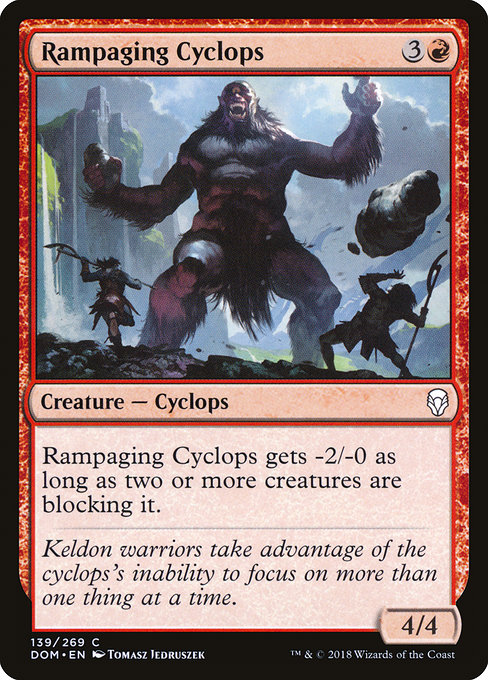 Rampaging Cyclops 3
Creature — Cyclops
Rampaging Cyclops gets -2/-0 as
long as two or more creatures are
blocking it.
Keldon warriors take advantage of the
cyclops's inability to focus on more than
one thing at a time.
4/4
139/269 C
DOM • EN Tomasz Jedruszek
™ & © 2018 Wizards of the Coast